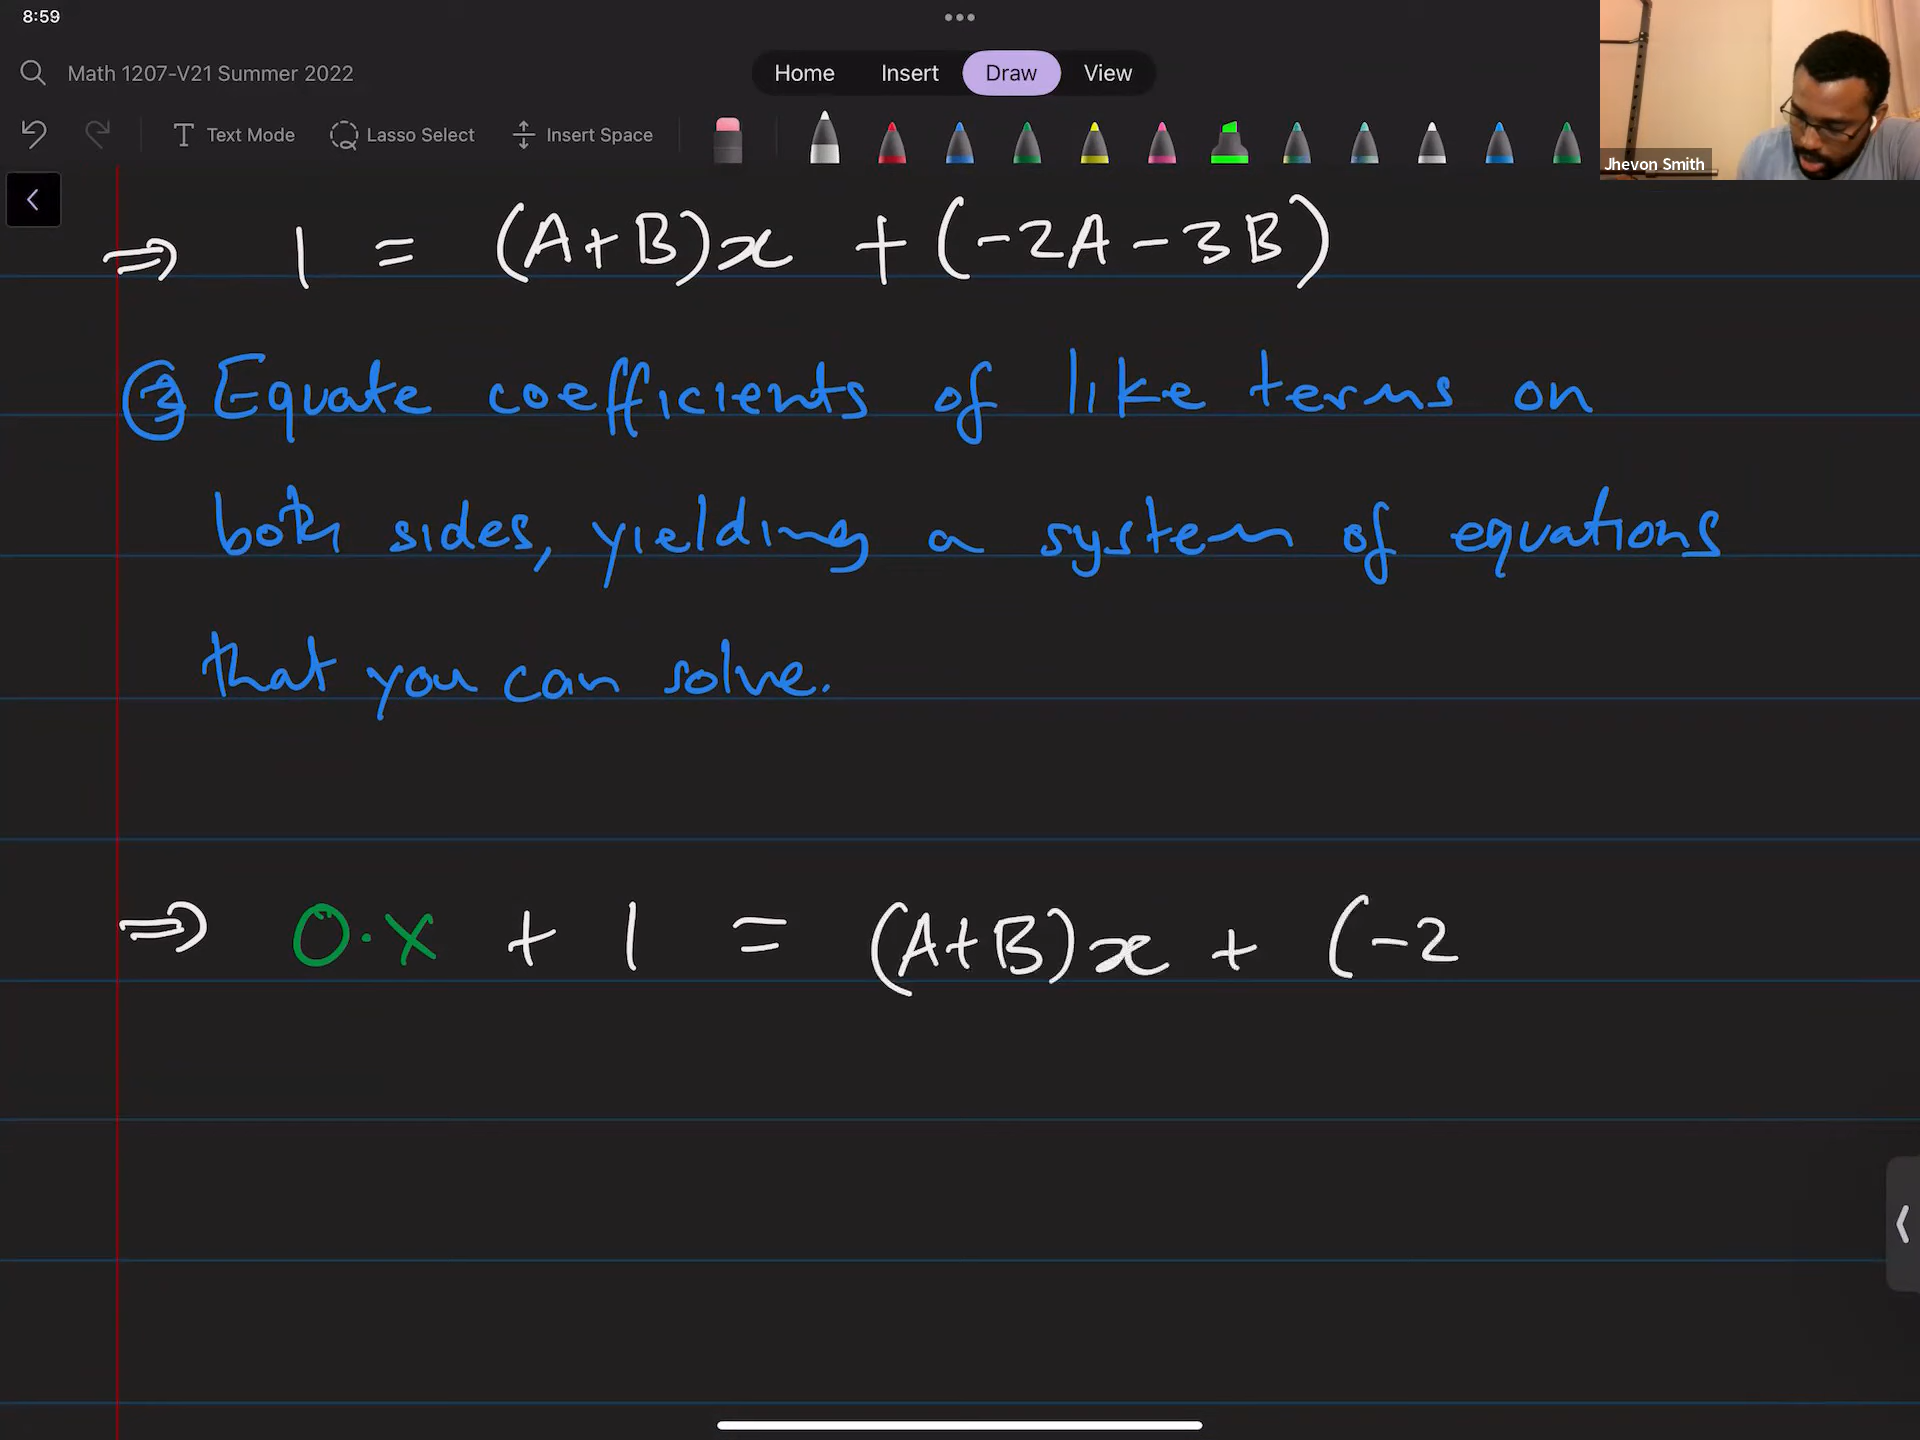 8:59
Math 1207-V21 Summer 2022
Home Insert Draw View
Text Mode Lasso Select Insert Space
Jhevon Smith
⇒ 1 = (A+B)x + (-2A-3B)
③ Equate coefficients of like terms on
both sides, yielding a system of equations
that you can solve.
⇒ 0·x + 1 = (A+B)x + (-2